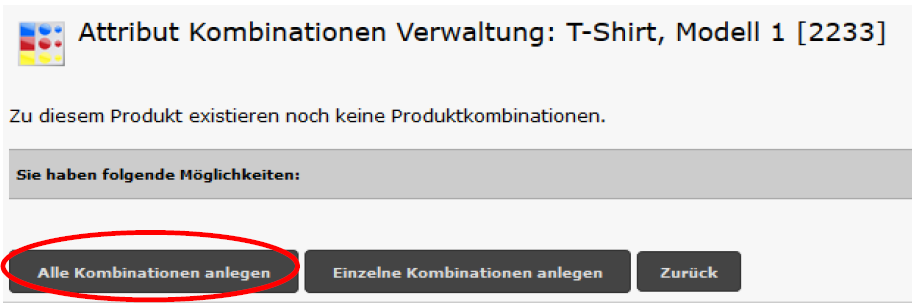 Attribut Kombinationen Verwaltung: T-Shirt, Modell 1 [2233]
Zu diesem Produkt existieren noch keine Produktkombinationen.
Sie haben folgende Möglichkeiten:
Alle Kombinationen anlegen Einzelne Kombinationen anlegen Zurück